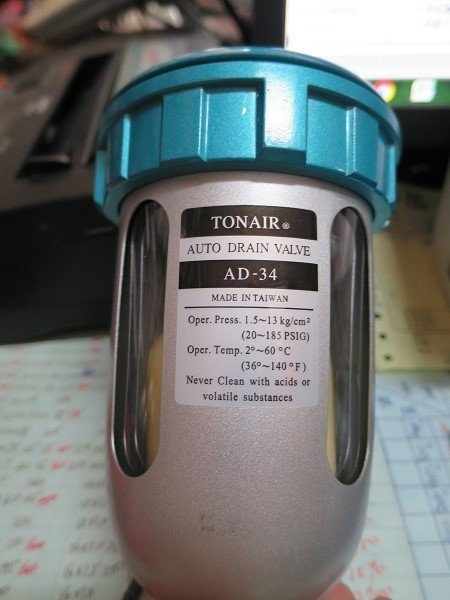 TONAIR®
AUTO DRAIN VALVE
AD-34
MADE IN TAIWAN
Oper. Press. 1.5~13 kg/cm²
(20~185 PSIG)
Oper. Temp. 2°~60 °C
(36°~140 °F)
Never Clean with acids or
volatile substances